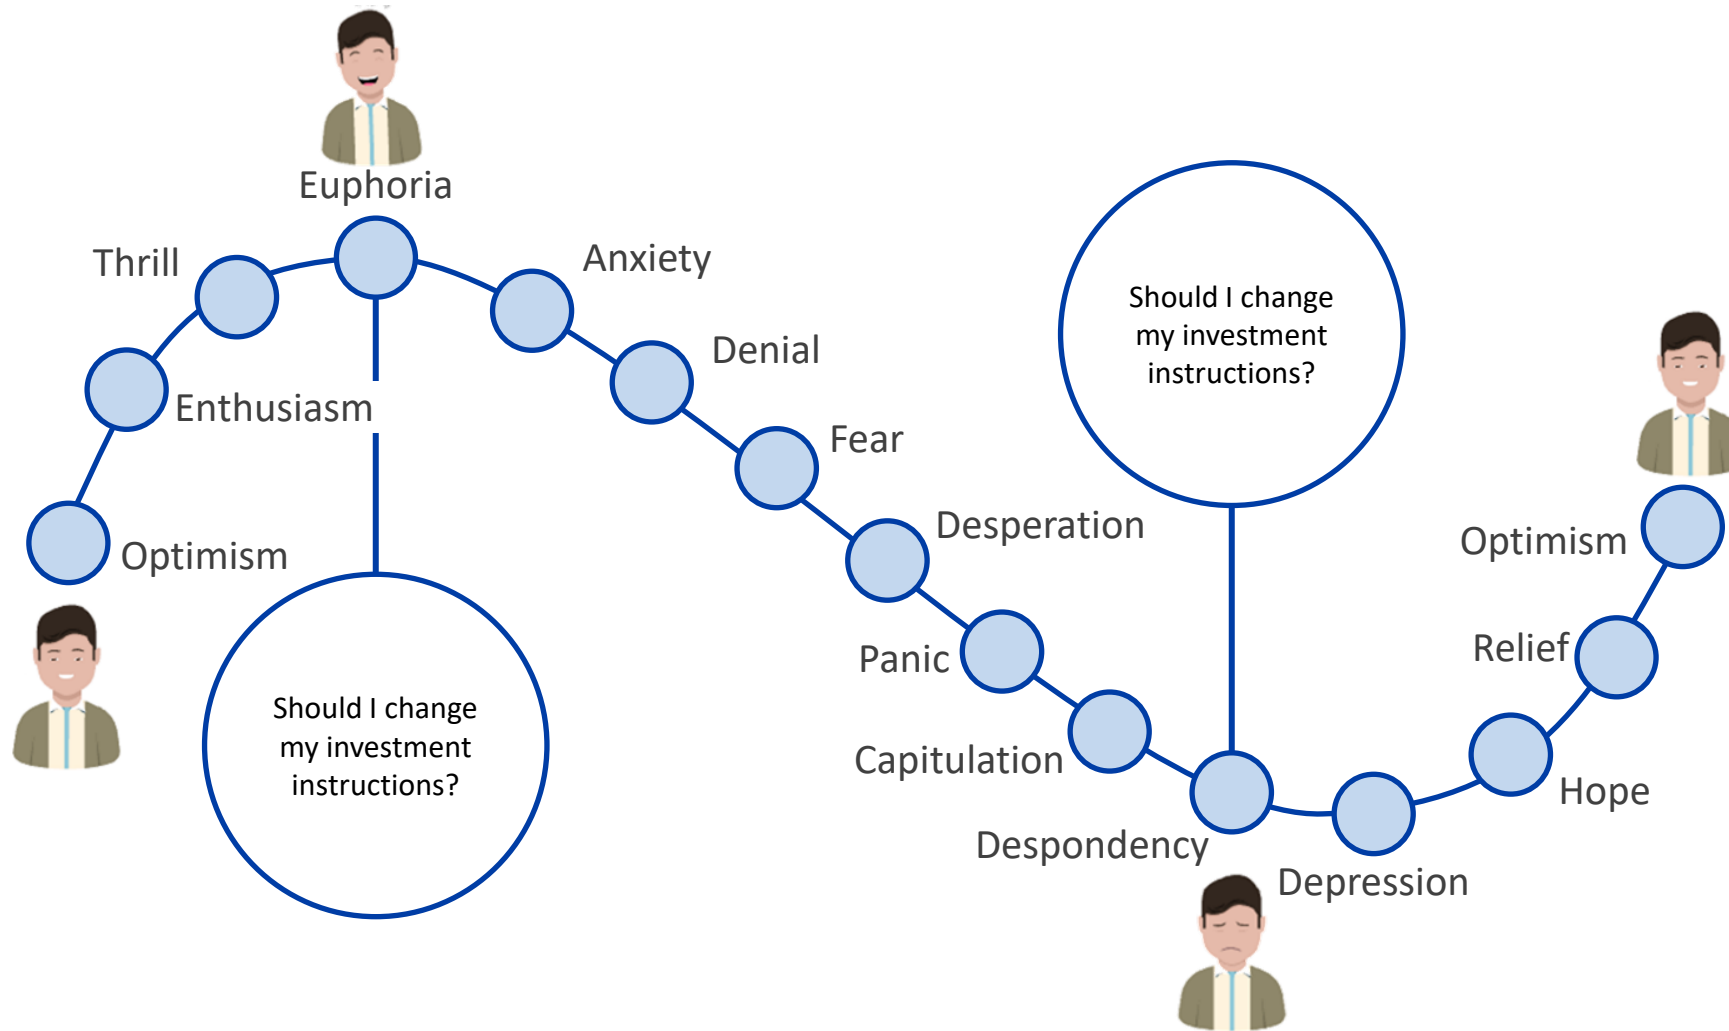 Euphoria
Thrill
Anxiety
Denial
Enthusiasm
Fear
Optimism
Desperation
Should I change
my investment
instructions?
Should I change
my investment
instructions?
Panic
Capitulation
Despondency
Depression
Hope
Relief
Optimism